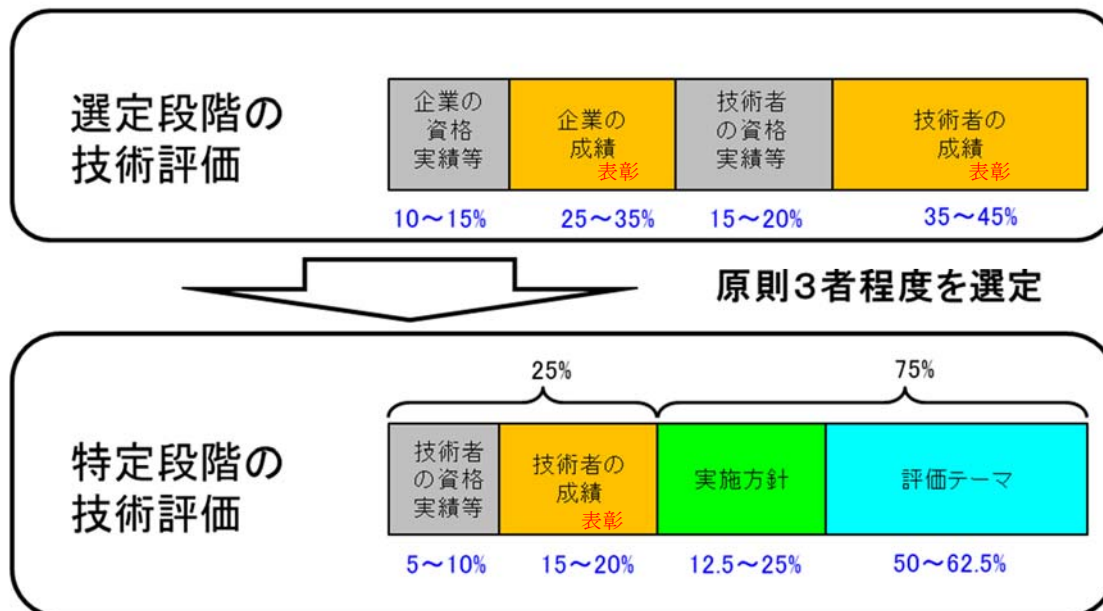 選定段階の
技術評価
企業の
資格
実績等
企業の
成績
表彰
技術者
の資格
実績等
技術者の
成績
表彰
10～15%
25～35%
15～20%
35～45%
原則3者程度を選定
25%
75%
特定段階の
技術評価
技術者
の資格
実績等
技術者の
成績
表彰
実施方針
評価テーマ
5～10%
15～20%
12.5～25%
50～62.5%